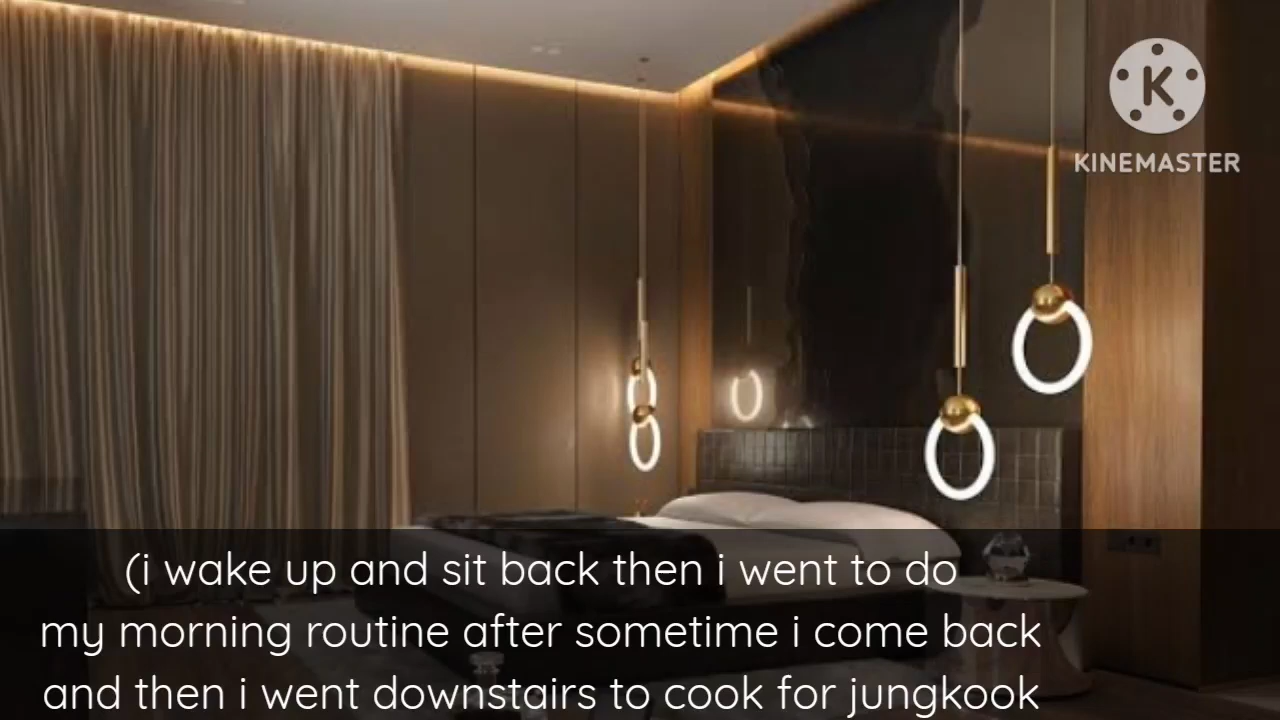 KINEMASTER
(i wake up and sit back then i went to do
my morning routine after sometime i come back
and then i went downstairs to cook for jungkook